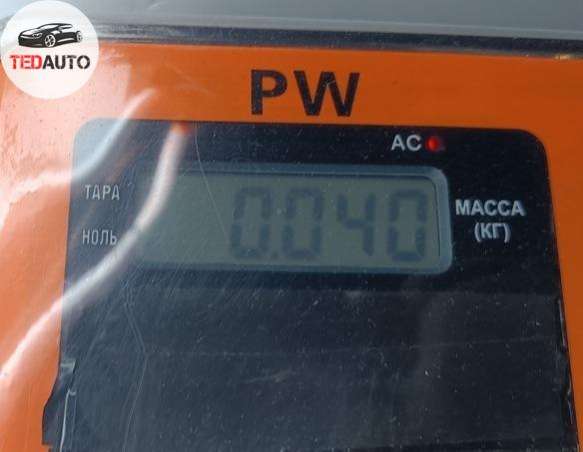 TEDAUTO
PW
AC
ТАРА
НОЛЬ
0.040
МАССА
(КГ)